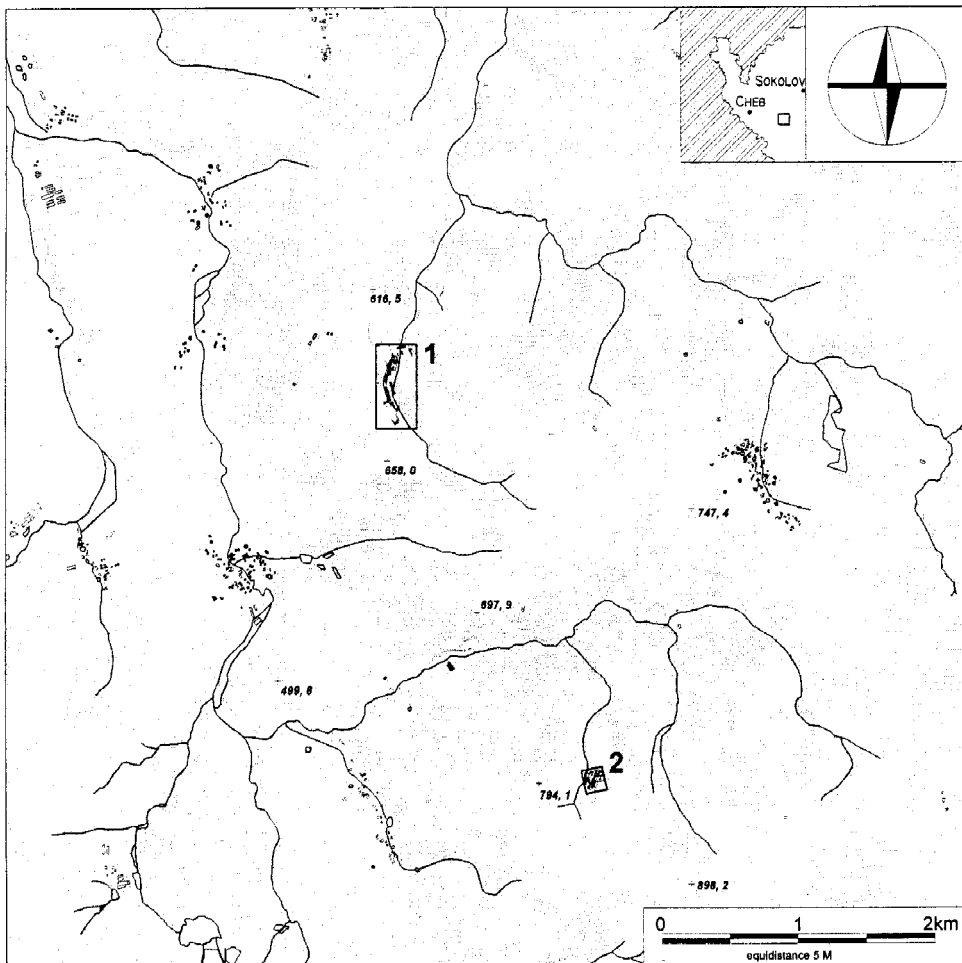 SOKOLOV
CHEB
616, 5
1
658, 0
747, 4
697, 9
499, 8
2
794, 1
898, 2
0 1 2km
equidistance 5 M